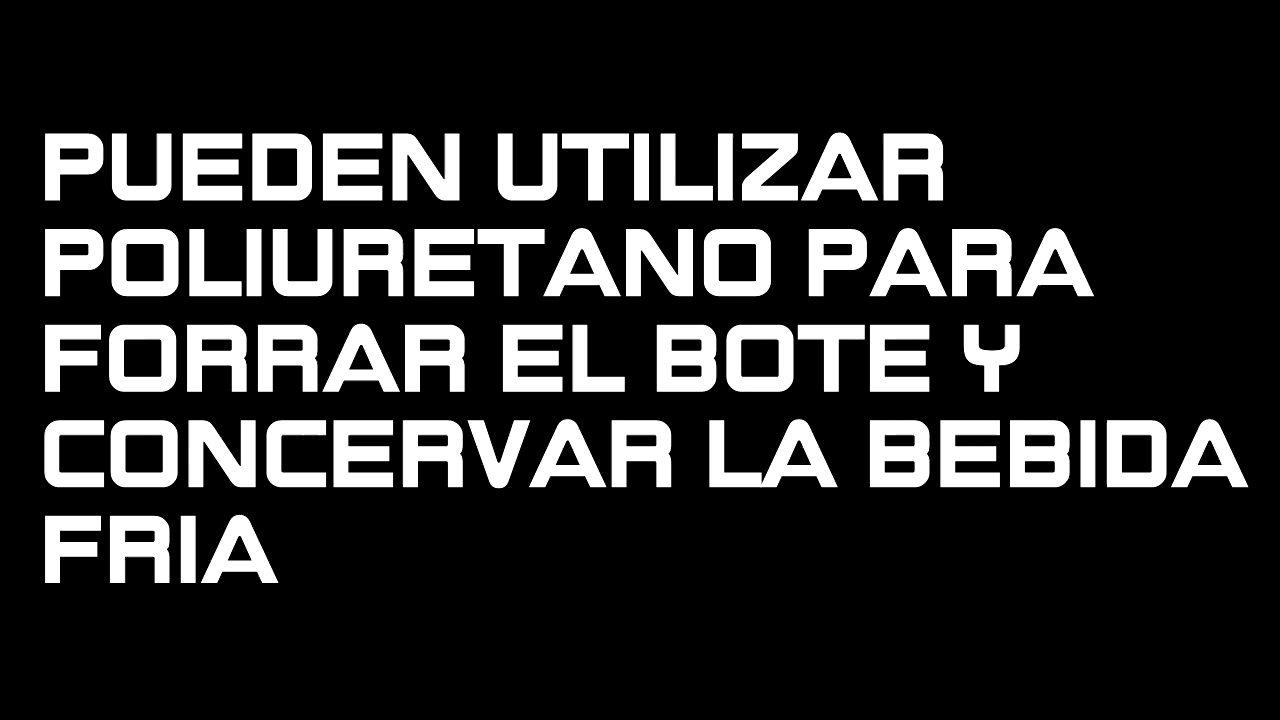 PUEDEN UTILIZAR
POLIURETANO PARA
FORRAR EL BOTE Y
CONCERVAR LA BEBIDA
FRIA